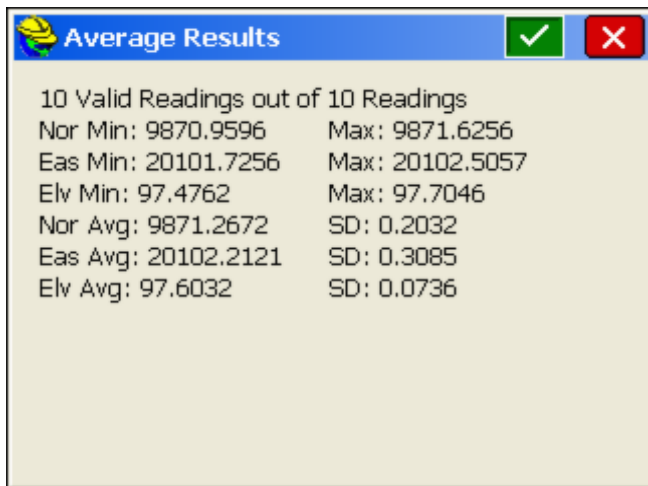 Average Results
10 Valid Readings out of 10 Readings
Nor Min: 9870.9596 Max: 9871.6256
Eas Min: 20101.7256 Max: 20102.5057
Elv Min: 97.4762 Max: 97.7046
Nor Avg: 9871.2672 SD: 0.2032
Eas Avg: 20102.2121 SD: 0.3085
Elv Avg: 97.6032 SD: 0.0736